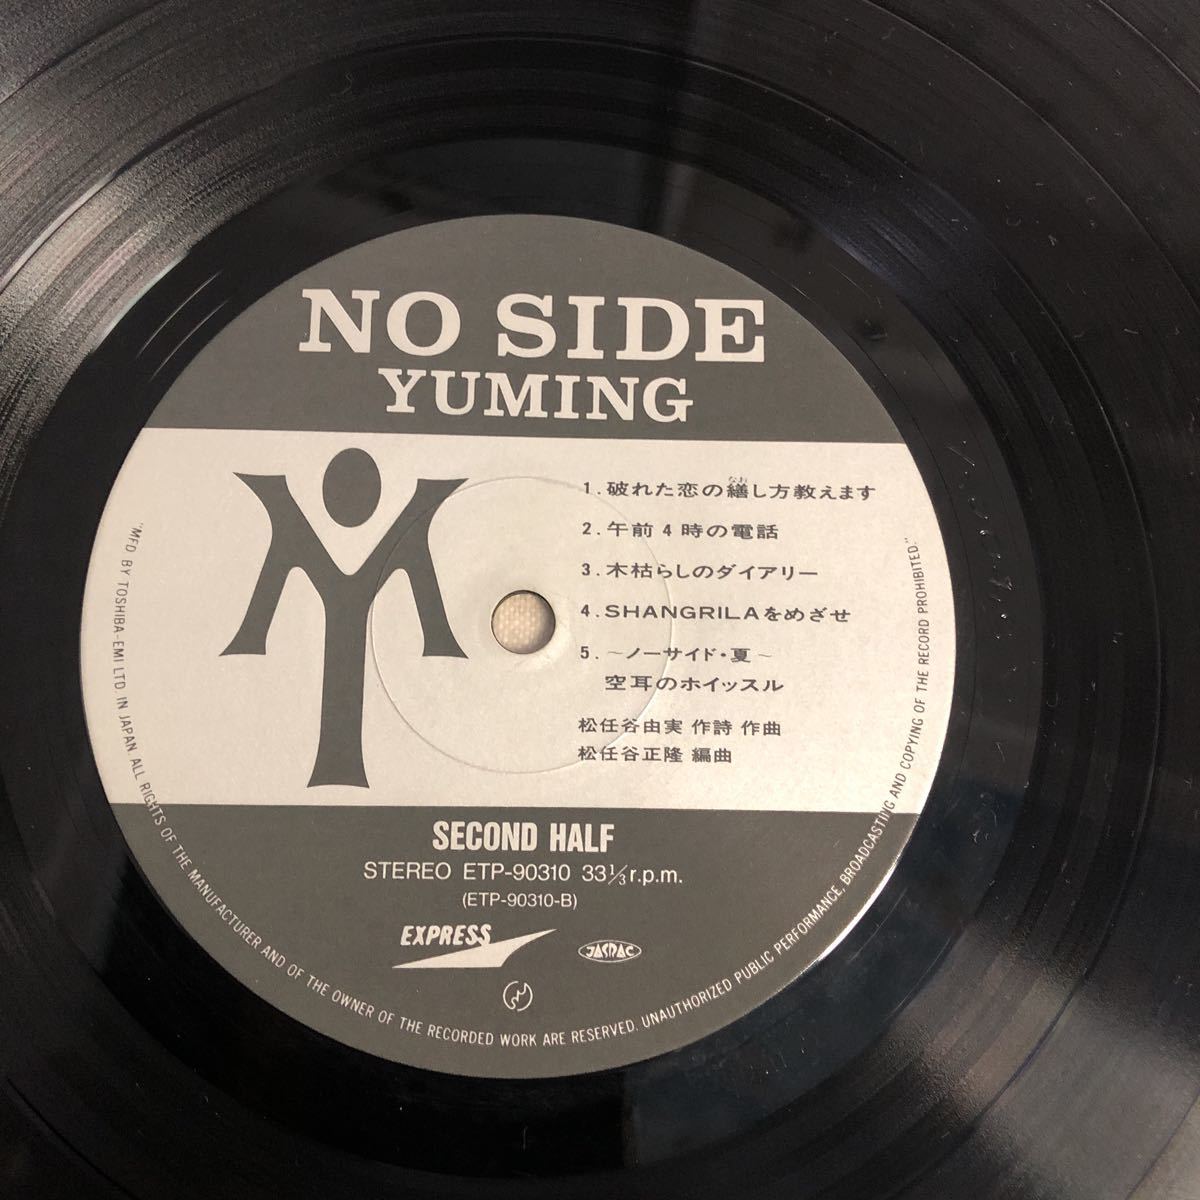 NO SIDE
YUMING
1. 破れた恋の繕し方教えます
なお
2. 午前4時の電話
3. 木枯らしのダイアリー
4. SHANGRILAをめざせ
5. ～ノーサイド・夏～
空耳のホイッスル
松任谷由実 作詩 作曲
松任谷正隆 編曲
SECOND HALF
STEREO ETP-90310 33⅓r.p.m.
(ETP-90310-B)
EXPRESS
JASRAC
"MFD BY TOSHIBA-EMI LTD. IN JAPAN. ALL RIGHTS OF THE MANUFACTURER AND OF THE OWNER OF THE RECORDED WORK ARE RESERVED. UNAUTHORIZED PUBLIC PERFORMANCE, BROADCASTING AND COPYING OF THE RECORD PROHIBITED."